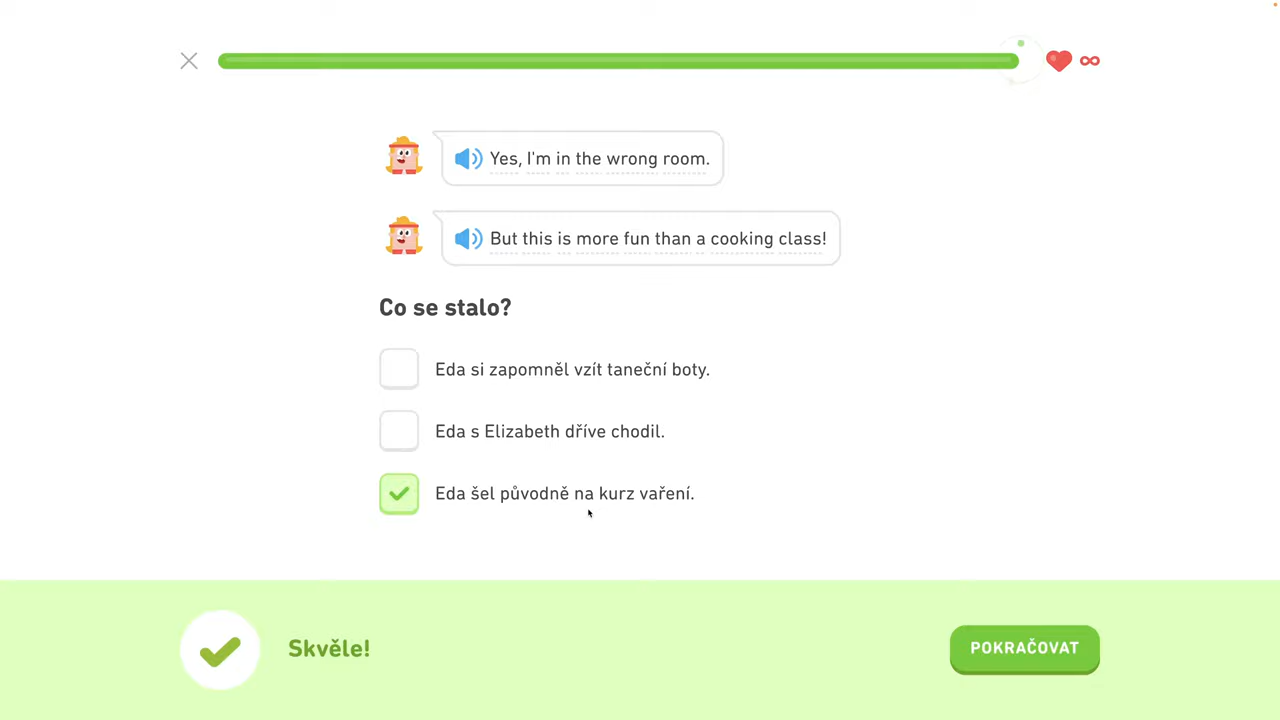 Yes, I'm in the wrong room.
But this is more fun than a cooking class!
Co se stalo?
Eda si zapomněl vzít taneční boty.
Eda s Elizabeth dříve chodil.
Eda šel původně na kurz vaření.
Skvěle!
POKRAČOVAT